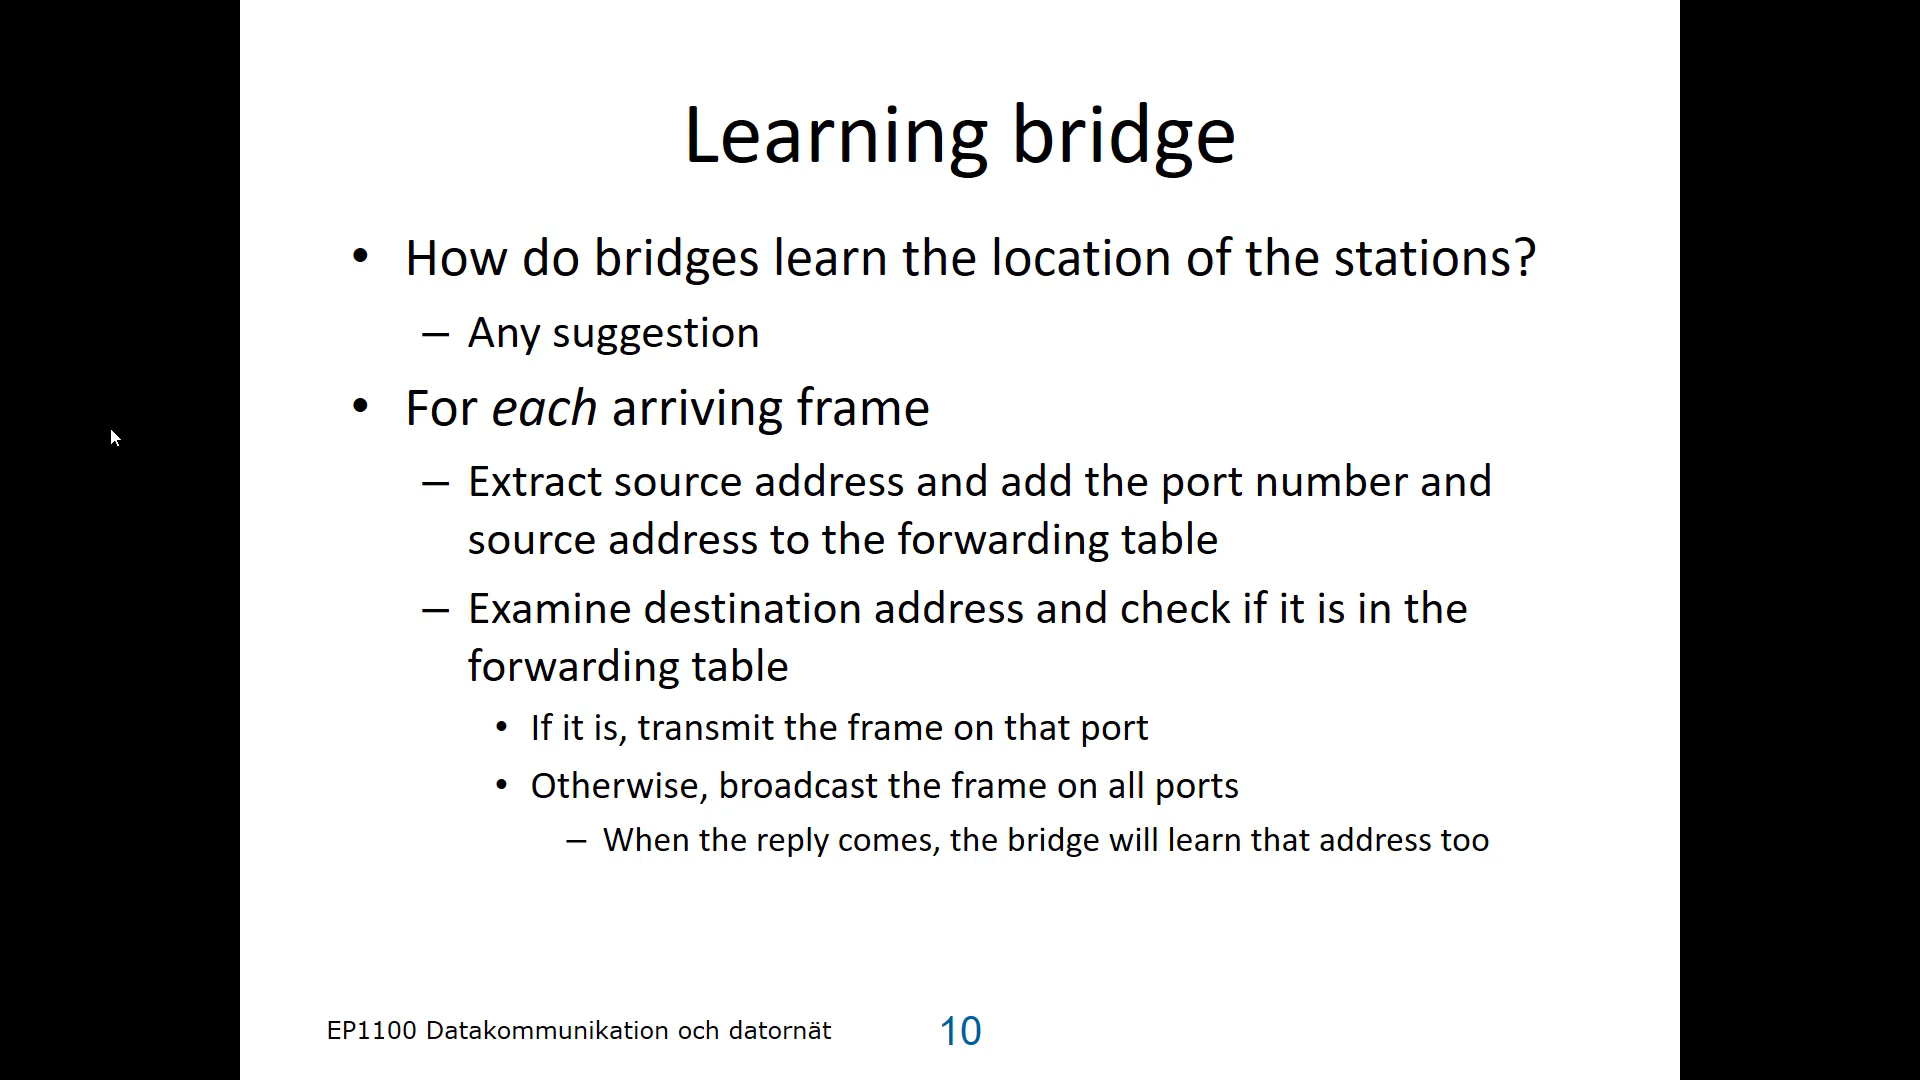 Learning bridge
• How do bridges learn the location of the stations?
– Any suggestion
• For each arriving frame
– Extract source address and add the port number and
source address to the forwarding table
– Examine destination address and check if it is in the
forwarding table
• If it is, transmit the frame on that port
• Otherwise, broadcast the frame on all ports
– When the reply comes, the bridge will learn that address too
EP1100 Datakommunikation och datornät
10